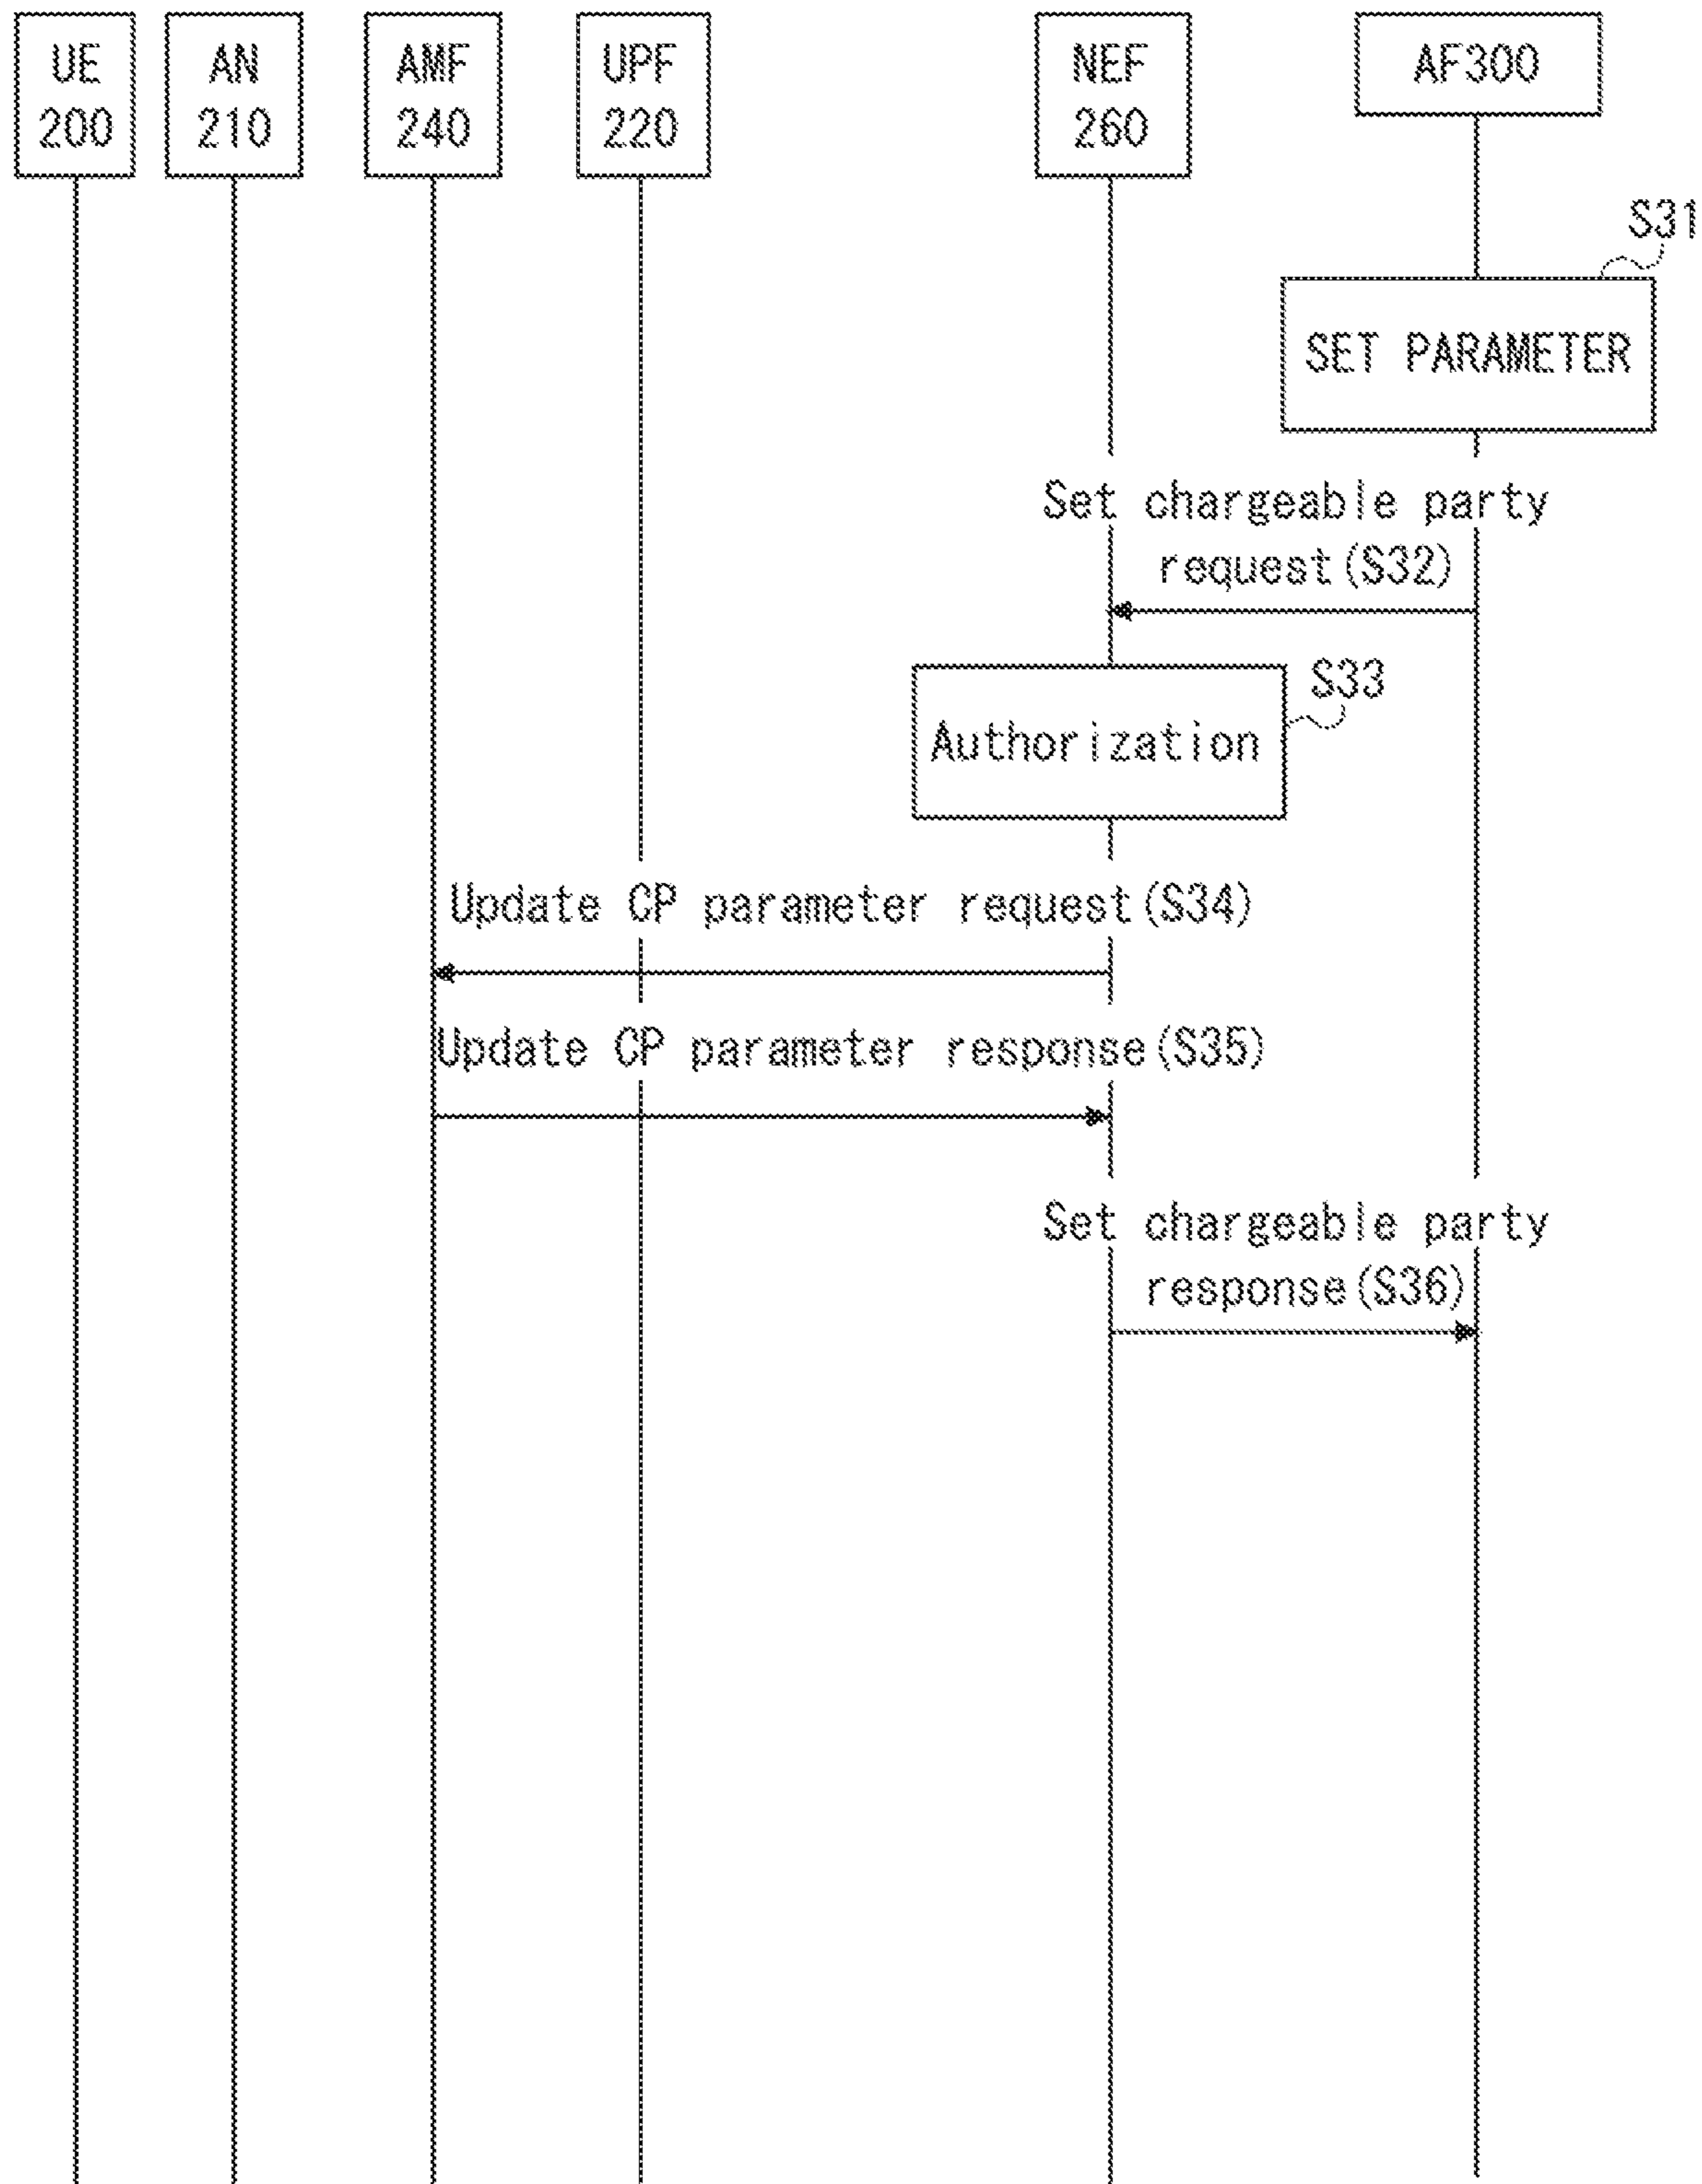 UE
200
AN
210
AMF
240
UPF
220
NEF
260
AF300
S31
SET PARAMETER
Set chargeable party
request(S32)
S33
Authorization
Update CP parameter request(S34)
Update CP parameter response(S35)
Set chargeable party
response(S36)